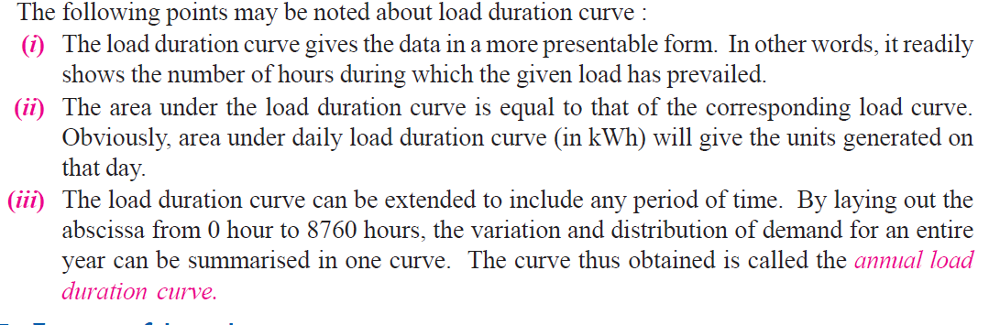 The following points may be noted about load duration curve :
(i) The load duration curve gives the data in a more presentable form. In other words, it readily
shows the number of hours during which the given load has prevailed.
(ii) The area under the load duration curve is equal to that of the corresponding load curve.
Obviously, area under daily load duration curve (in kWh) will give the units generated on
that day.
(iii) The load duration curve can be extended to include any period of time. By laying out the
abscissa from 0 hour to 8760 hours, the variation and distribution of demand for an entire
year can be summarised in one curve. The curve thus obtained is called the annual load
duration curve.